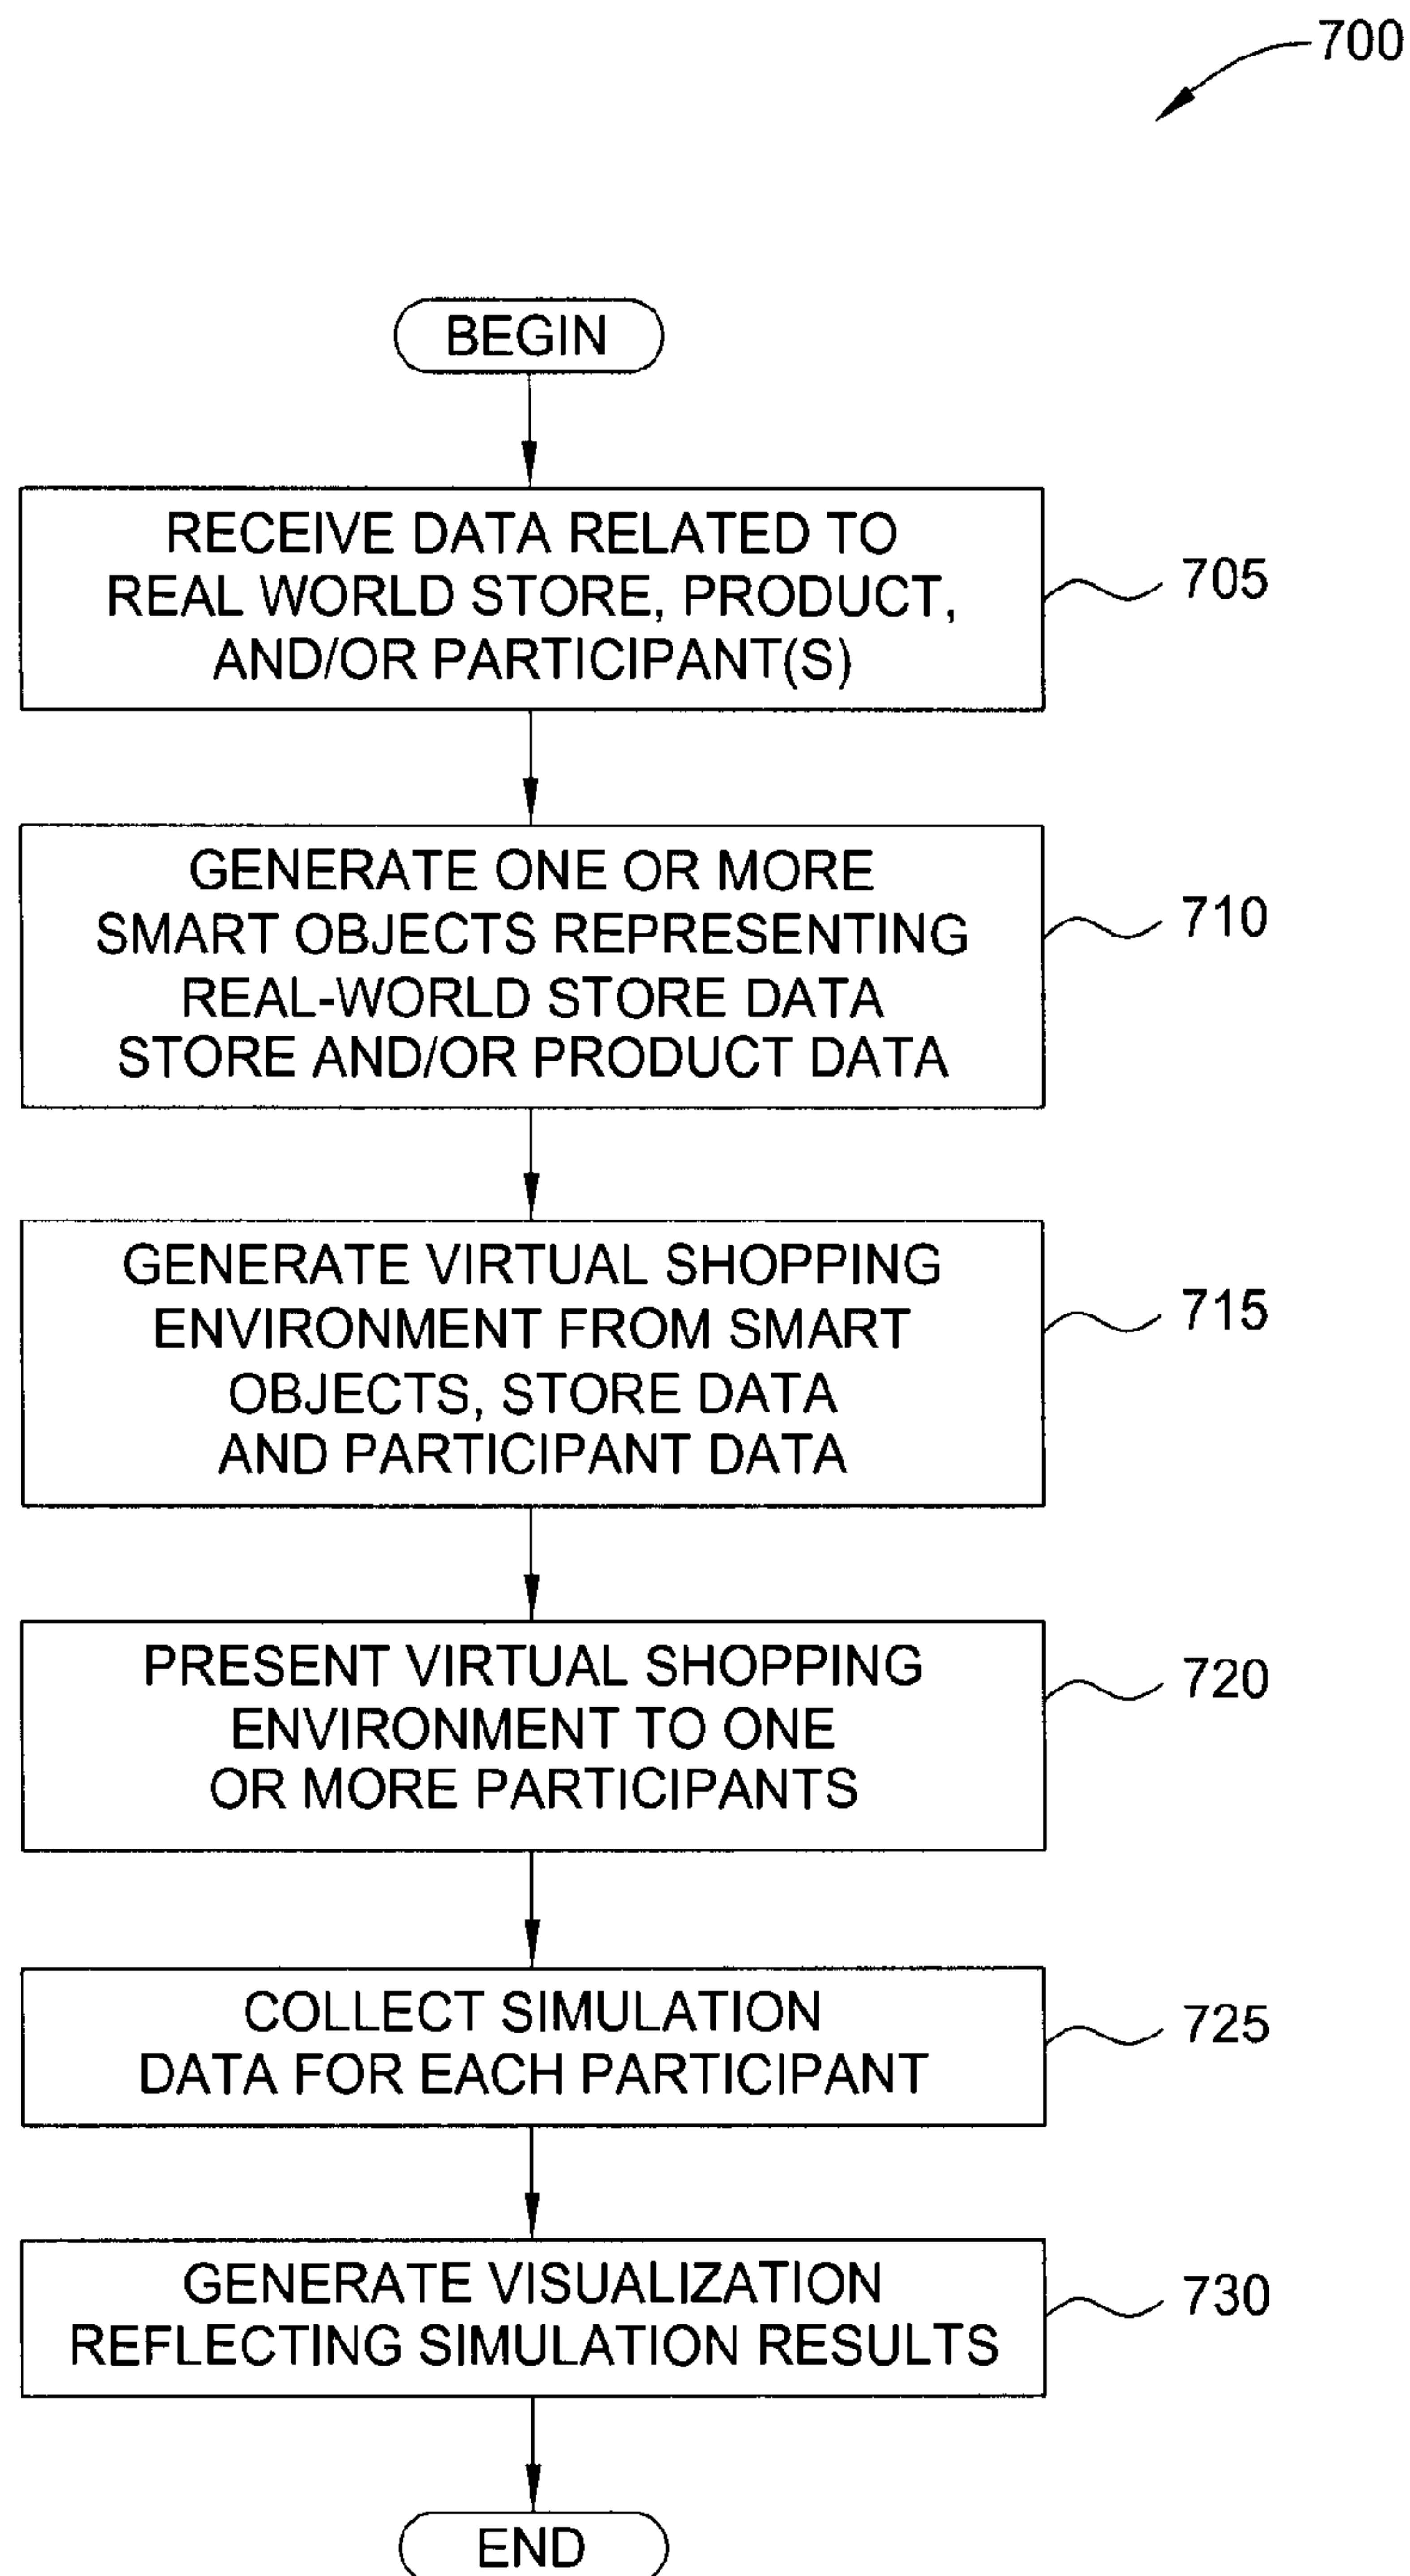 700
BEGIN
RECEIVE DATA RELATED TO
REAL WORLD STORE, PRODUCT,
AND/OR PARTICIPANT(S)
705
GENERATE ONE OR MORE
SMART OBJECTS REPRESENTING
REAL-WORLD STORE DATA
STORE AND/OR PRODUCT DATA
710
GENERATE VIRTUAL SHOPPING
ENVIRONMENT FROM SMART
OBJECTS, STORE DATA
AND PARTICIPANT DATA
715
PRESENT VIRTUAL SHOPPING
ENVIRONMENT TO ONE
OR MORE PARTICIPANTS
720
COLLECT SIMULATION
DATA FOR EACH PARTICIPANT
725
GENERATE VISUALIZATION
REFLECTING SIMULATION RESULTS
730
END